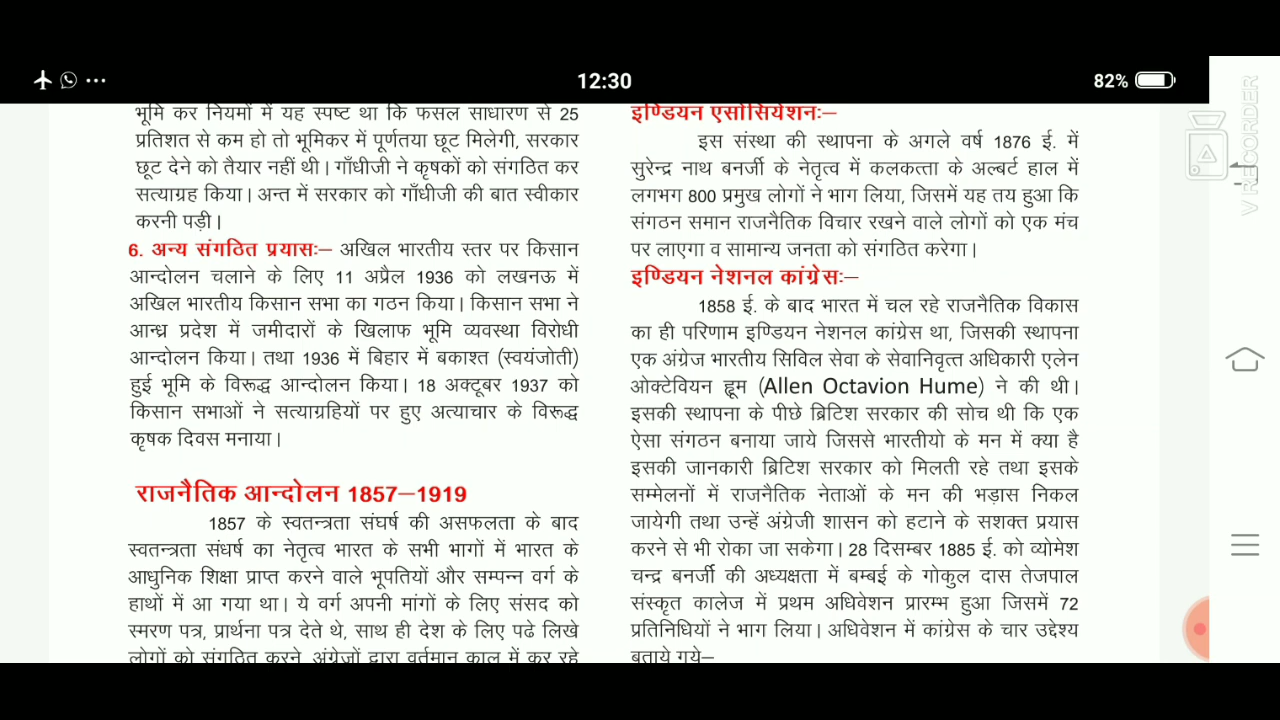 12:30
82%
भूमि कर नियमों में यह स्पष्ट था कि फसल साधारण से 25
प्रतिशत से कम हो तो भूमिकर में पूर्णतया छूट मिलेगी, सरकार
छूट देने को तैयार नहीं थी। गाँधीजी ने कृषकों को संगठित कर
सत्याग्रह किया। अन्त में सरकार को गाँधीजी की बात स्वीकार
करनी पड़ी।
6. अन्य संगठित प्रयासः– अखिल भारतीय स्तर पर किसान
आन्दोलन चलाने के लिए 11 अप्रैल 1936 को लखनऊ में
अखिल भारतीय किसान सभा का गठन किया। किसान सभा ने
आन्ध्र प्रदेश में जमीदारों के खिलाफ भूमि व्यवस्था विरोधी
आन्दोलन किया। तथा 1936 में बिहार में बकाश्त (स्वयंजोती)
हुई भूमि के विरूद्ध आन्दोलन किया। 18 अक्टूबर 1937 को
किसान सभाओं ने सत्याग्रहियों पर हुए अत्याचार के विरूद्ध
कृषक दिवस मनाया।
राजनैतिक आन्दोलन 1857–1919
1857 के स्वतन्त्रता संघर्ष की असफलता के बाद
स्वतन्त्रता संधर्ष का नेतृत्व भारत के सभी भागों में भारत के
आधुनिक शिक्षा प्राप्त करने वाले भूपतियों और सम्पन्न वर्ग के
हाथों में आ गया था। ये वर्ग अपनी मांगों के लिए संसद को
स्मरण पत्र, प्रार्थना पत्र देते थे, साथ ही देश के लिए पढे लिखे
लोगों को संगठित करने, अंग्रेजों द्वारा वर्तमान काल में कर रहे
इण्डियन एसोसियेशनः–
इस संस्था की स्थापना के अगले वर्ष 1876 ई. में
सुरेन्द्र नाथ बनर्जी के नेतृत्व में कलकत्ता के अल्बर्ट हाल में
लगभग 800 प्रमुख लोगों ने भाग लिया, जिसमें यह तय हुआ कि
संगठन समान राजनैतिक विचार रखने वाले लोगों को एक मंच
पर लाएगा व सामान्य जनता को संगठित करेगा।
इण्डियन नेशनल कांग्रेसः–
1858 ई. के बाद भारत में चल रहे राजनैतिक विकास
का ही परिणाम इण्डियन नेशनल कांग्रेस था, जिसकी स्थापना
एक अंग्रेज भारतीय सिविल सेवा के सेवानिवृत्त अधिकारी एलेन
ओक्टेवियन ह्रूम (Allen Octavion Hume) ने की थी।
इसकी स्थापना के पीछे ब्रिटिश सरकार की सोच थी कि एक
ऐसा संगठन बनाया जाये जिससे भारतीयो के मन में क्या है
इसकी जानकारी ब्रिटिश सरकार को मिलती रहे तथा इसके
सम्मेलनों में राजनैतिक नेताओं के मन की भड़ास निकल
जायेगी तथा उन्हें अंग्रेजी शासन को हटाने के सशक्त प्रयास
करने से भी रोका जा सकेगा। 28 दिसम्बर 1885 ई. को व्योमेश
चन्द्र बनर्जी की अध्यक्षता में बम्बई के गोकुल दास तेजपाल
संस्कृत कालेज में प्रथम अधिवेशन प्रारम्भ हुआ जिसमें 72
प्रतिनिधियों ने भाग लिया। अधिवेशन में कांग्रेस के चार उद्देश्य
बताये गये–
V RECORDER